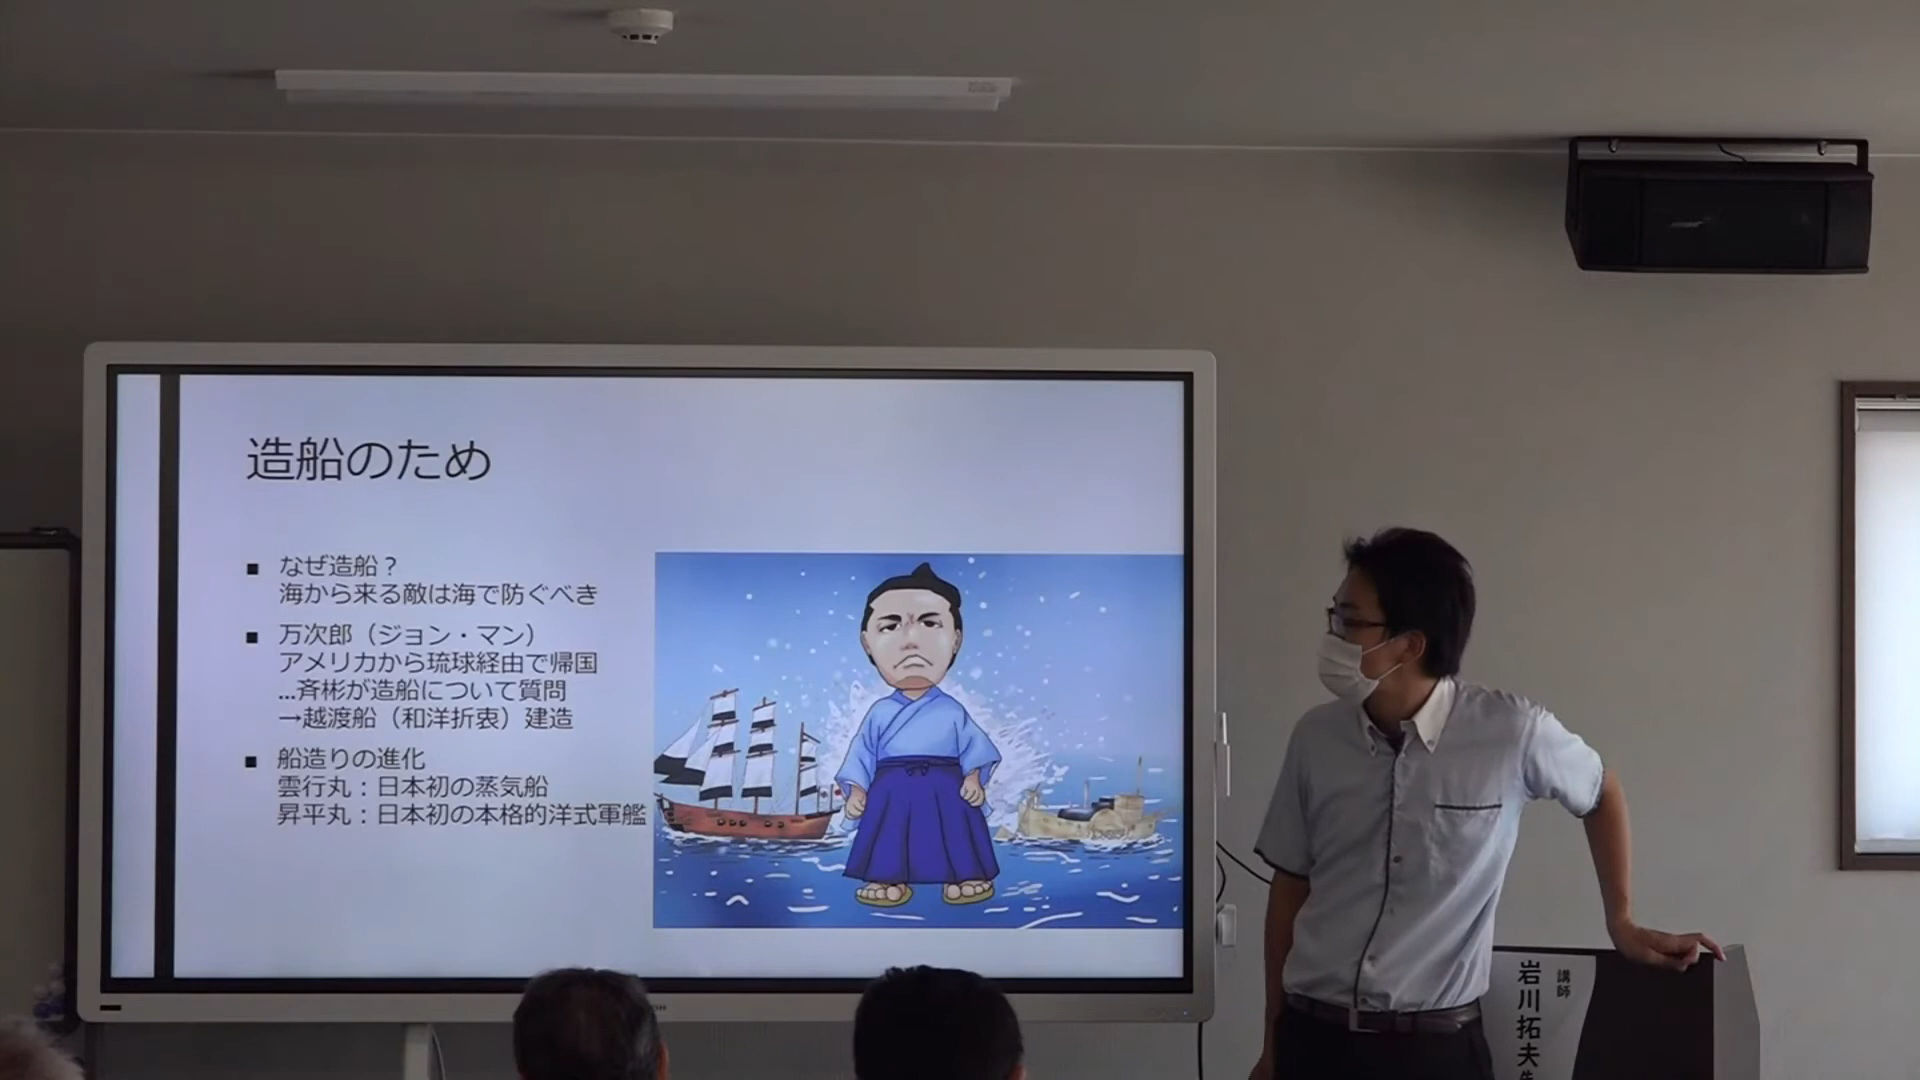 造船のため
■ なぜ造船？
海から来る敵は海で防ぐべき
■ 万次郎（ジョン・マン）
アメリカから琉球経由で帰国
…斉彬が造船について質問
→越渡船（和洋折衷）建造
■ 船造りの進化
雲行丸：日本初の蒸気船
昇平丸：日本初の本格的洋式軍艦
講師
岩川拓夫